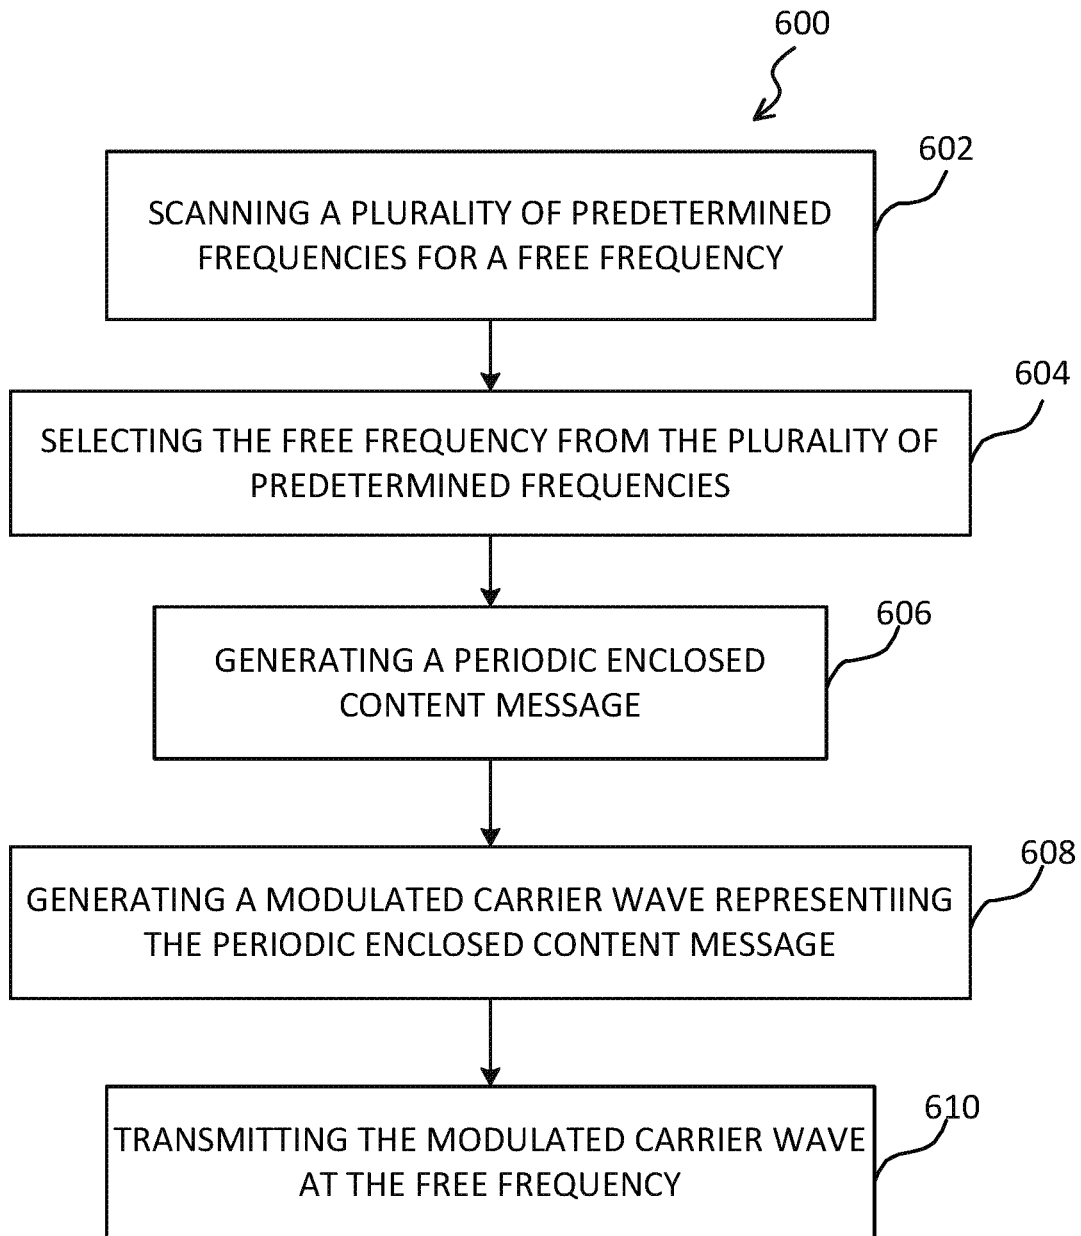 600
602
SCANNING A PLURALITY OF PREDETERMINED
FREQUENCIES FOR A FREE FREQUENCY
604
SELECTING THE FREE FREQUENCY FROM THE PLURALITY OF
PREDETERMINED FREQUENCIES
606
GENERATING A PERIODIC ENCLOSED
CONTENT MESSAGE
608
GENERATING A MODULATED CARRIER WAVE REPRESENTIING
THE PERIODIC ENCLOSED CONTENT MESSAGE
610
TRANSMITTING THE MODULATED CARRIER WAVE
AT THE FREE FREQUENCY